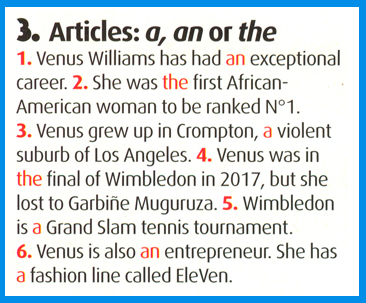 3. Articles: a, an or the
1. Venus Williams has had an exceptional
career. 2. She was the first African-
American woman to be ranked N°1.
3. Venus grew up in Crompton, a violent
suburb of Los Angeles. 4. Venus was in
the final of Wimbledon in 2017, but she
lost to Garbiñe Muguruza. 5. Wimbledon
is a Grand Slam tennis tournament.
6. Venus is also an entrepreneur. She has
a fashion line called EleVen.